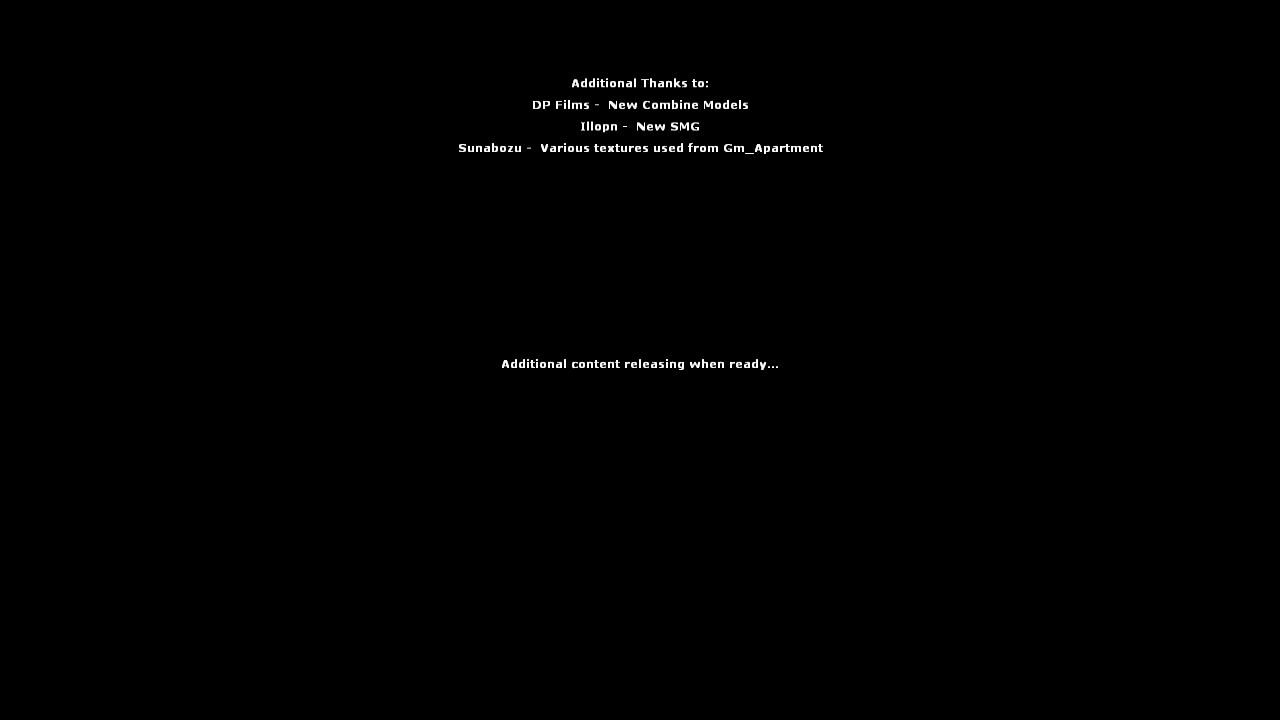 Additional Thanks to:
DP Films -  New Combine Models
Illopn -  New SMG
Sunabozu -  Various textures used from Gm_Apartment
Additional content releasing when ready...